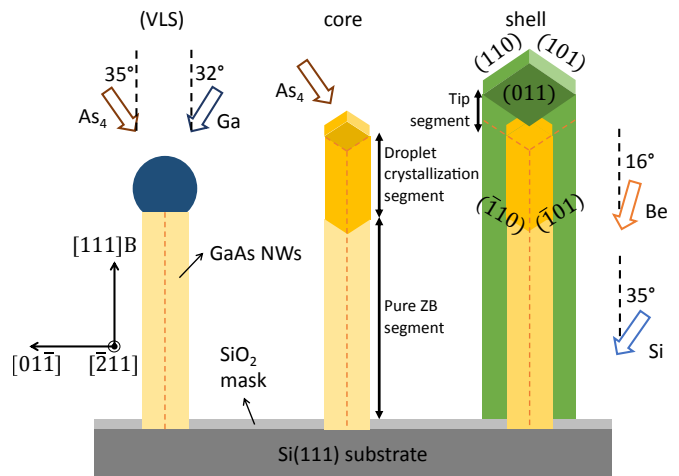 (VLS)
core
shell
35°
32°
As₄
Ga
As₄
(110)
(101)
(011)
Tip
segment
Droplet
crystallization
segment
16°
Be
(1̄10)
(1̄01)
[111]B
GaAs NWs
Pure ZB
segment
35°
Si
[011̄]
[2̄11]
SiO₂
mask
Si(111) substrate